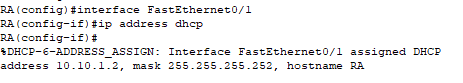 RA(config)#interface FastEthernet0/1
RA(config-if)#ip address dhcp
RA(config-if)#
%DHCP-6-ADDRESS_ASSIGN: Interface FastEthernet0/1 assigned DHCP
address 10.10.1.2, mask 255.255.255.252, hostname RA